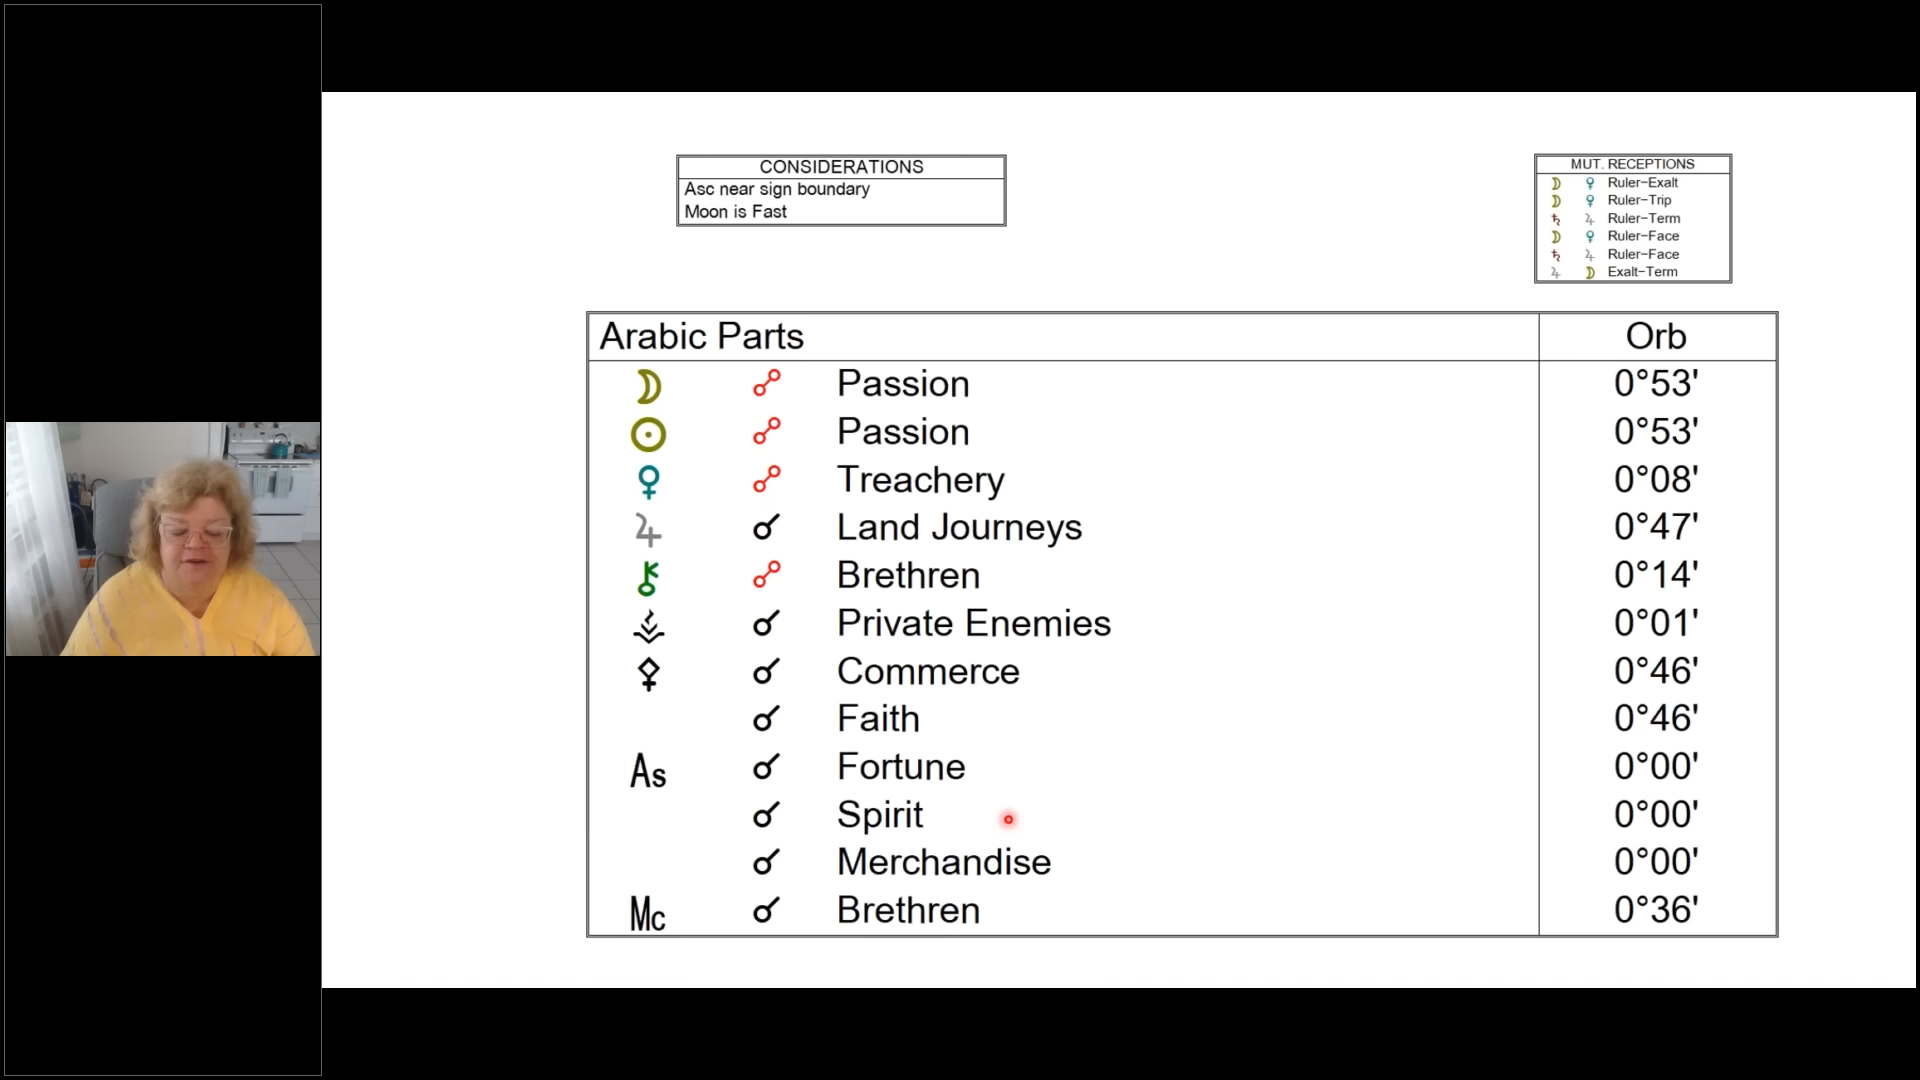 CONSIDERATIONS
Asc near sign boundary
Moon is Fast
MUT. RECEPTIONS
☽ ♀ Ruler-Exalt
☽ ♀ Ruler-Trip
♄ ♃ Ruler-Term
☽ ♀ Ruler-Face
♄ ♃ Ruler-Face
♃ ☽ Exalt-Term
Arabic Parts Orb
☽ ☍ Passion 0°53'
☉ ☍ Passion 0°53'
♀ ☍ Treachery 0°08'
♃ ☌ Land Journeys 0°47'
⚷ ☍ Brethren 0°14'
⚶ ☌ Private Enemies 0°01'
⚴ ☌ Commerce 0°46'
☌ Faith 0°46'
As ☌ Fortune 0°00'
☌ Spirit 0°00'
☌ Merchandise 0°00'
Mc ☌ Brethren 0°36'